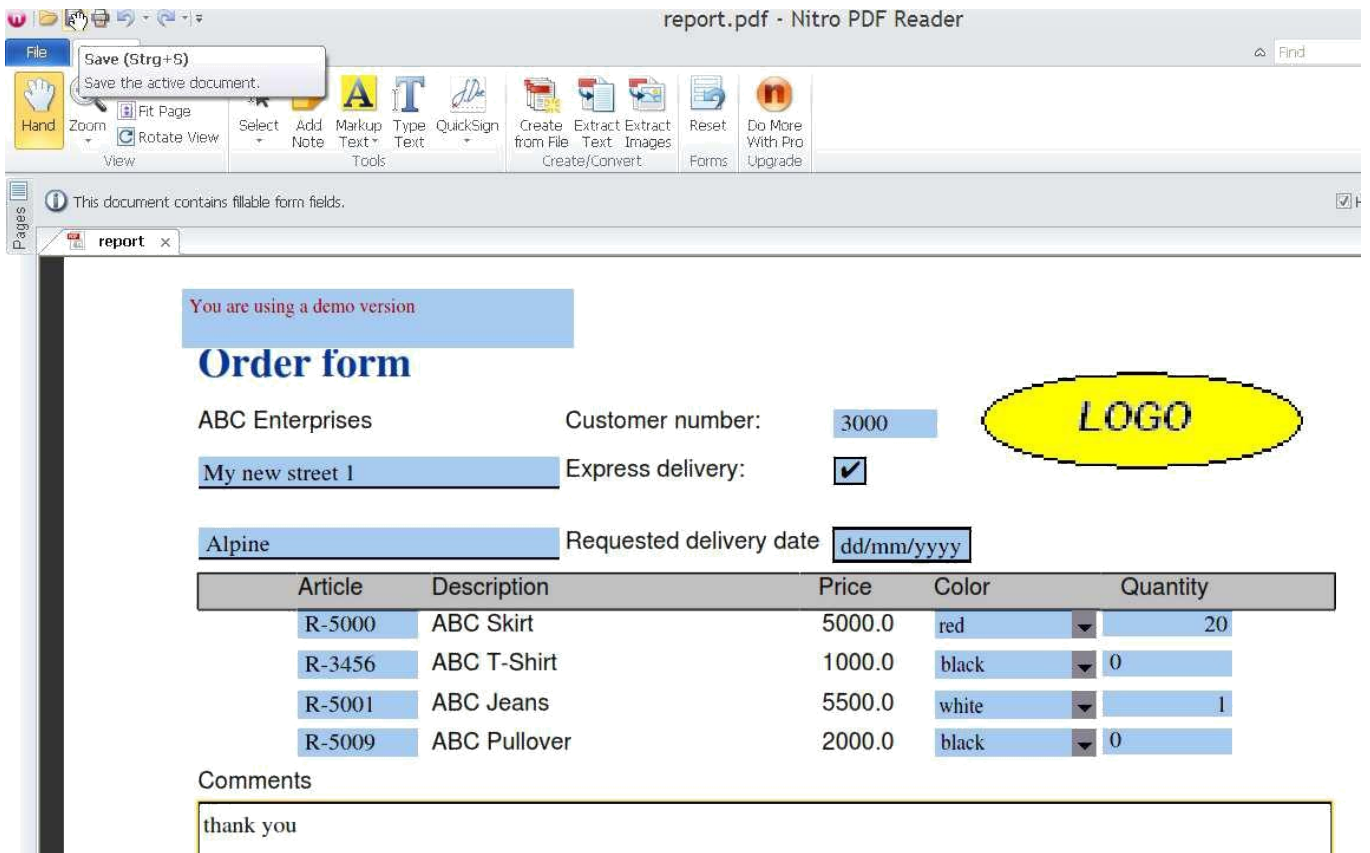 report.pdf - Nitro PDF Reader
File
Find
Save (Strg+S)
Save the active document.
Hand
Zoom
Fit Page
Rotate View
View
Select
Add Note
Markup Text
Type Text
QuickSign
Tools
Create from File
Extract Text
Extract Images
Create/Convert
Reset
Forms
Do More With Pro
Upgrade
Pages
This document contains fillable form fields.
report
You are using a demo version
Order form
LOGO
ABC Enterprises Customer number: 3000
My new street 1 Express delivery:
Alpine Requested delivery date dd/mm/yyyy
Article Description Price Color Quantity
R-5000 ABC Skirt 5000.0 red 20
R-3456 ABC T-Shirt 1000.0 black 0
R-5001 ABC Jeans 5500.0 white 1
R-5009 ABC Pullover 2000.0 black 0
Comments
thank you